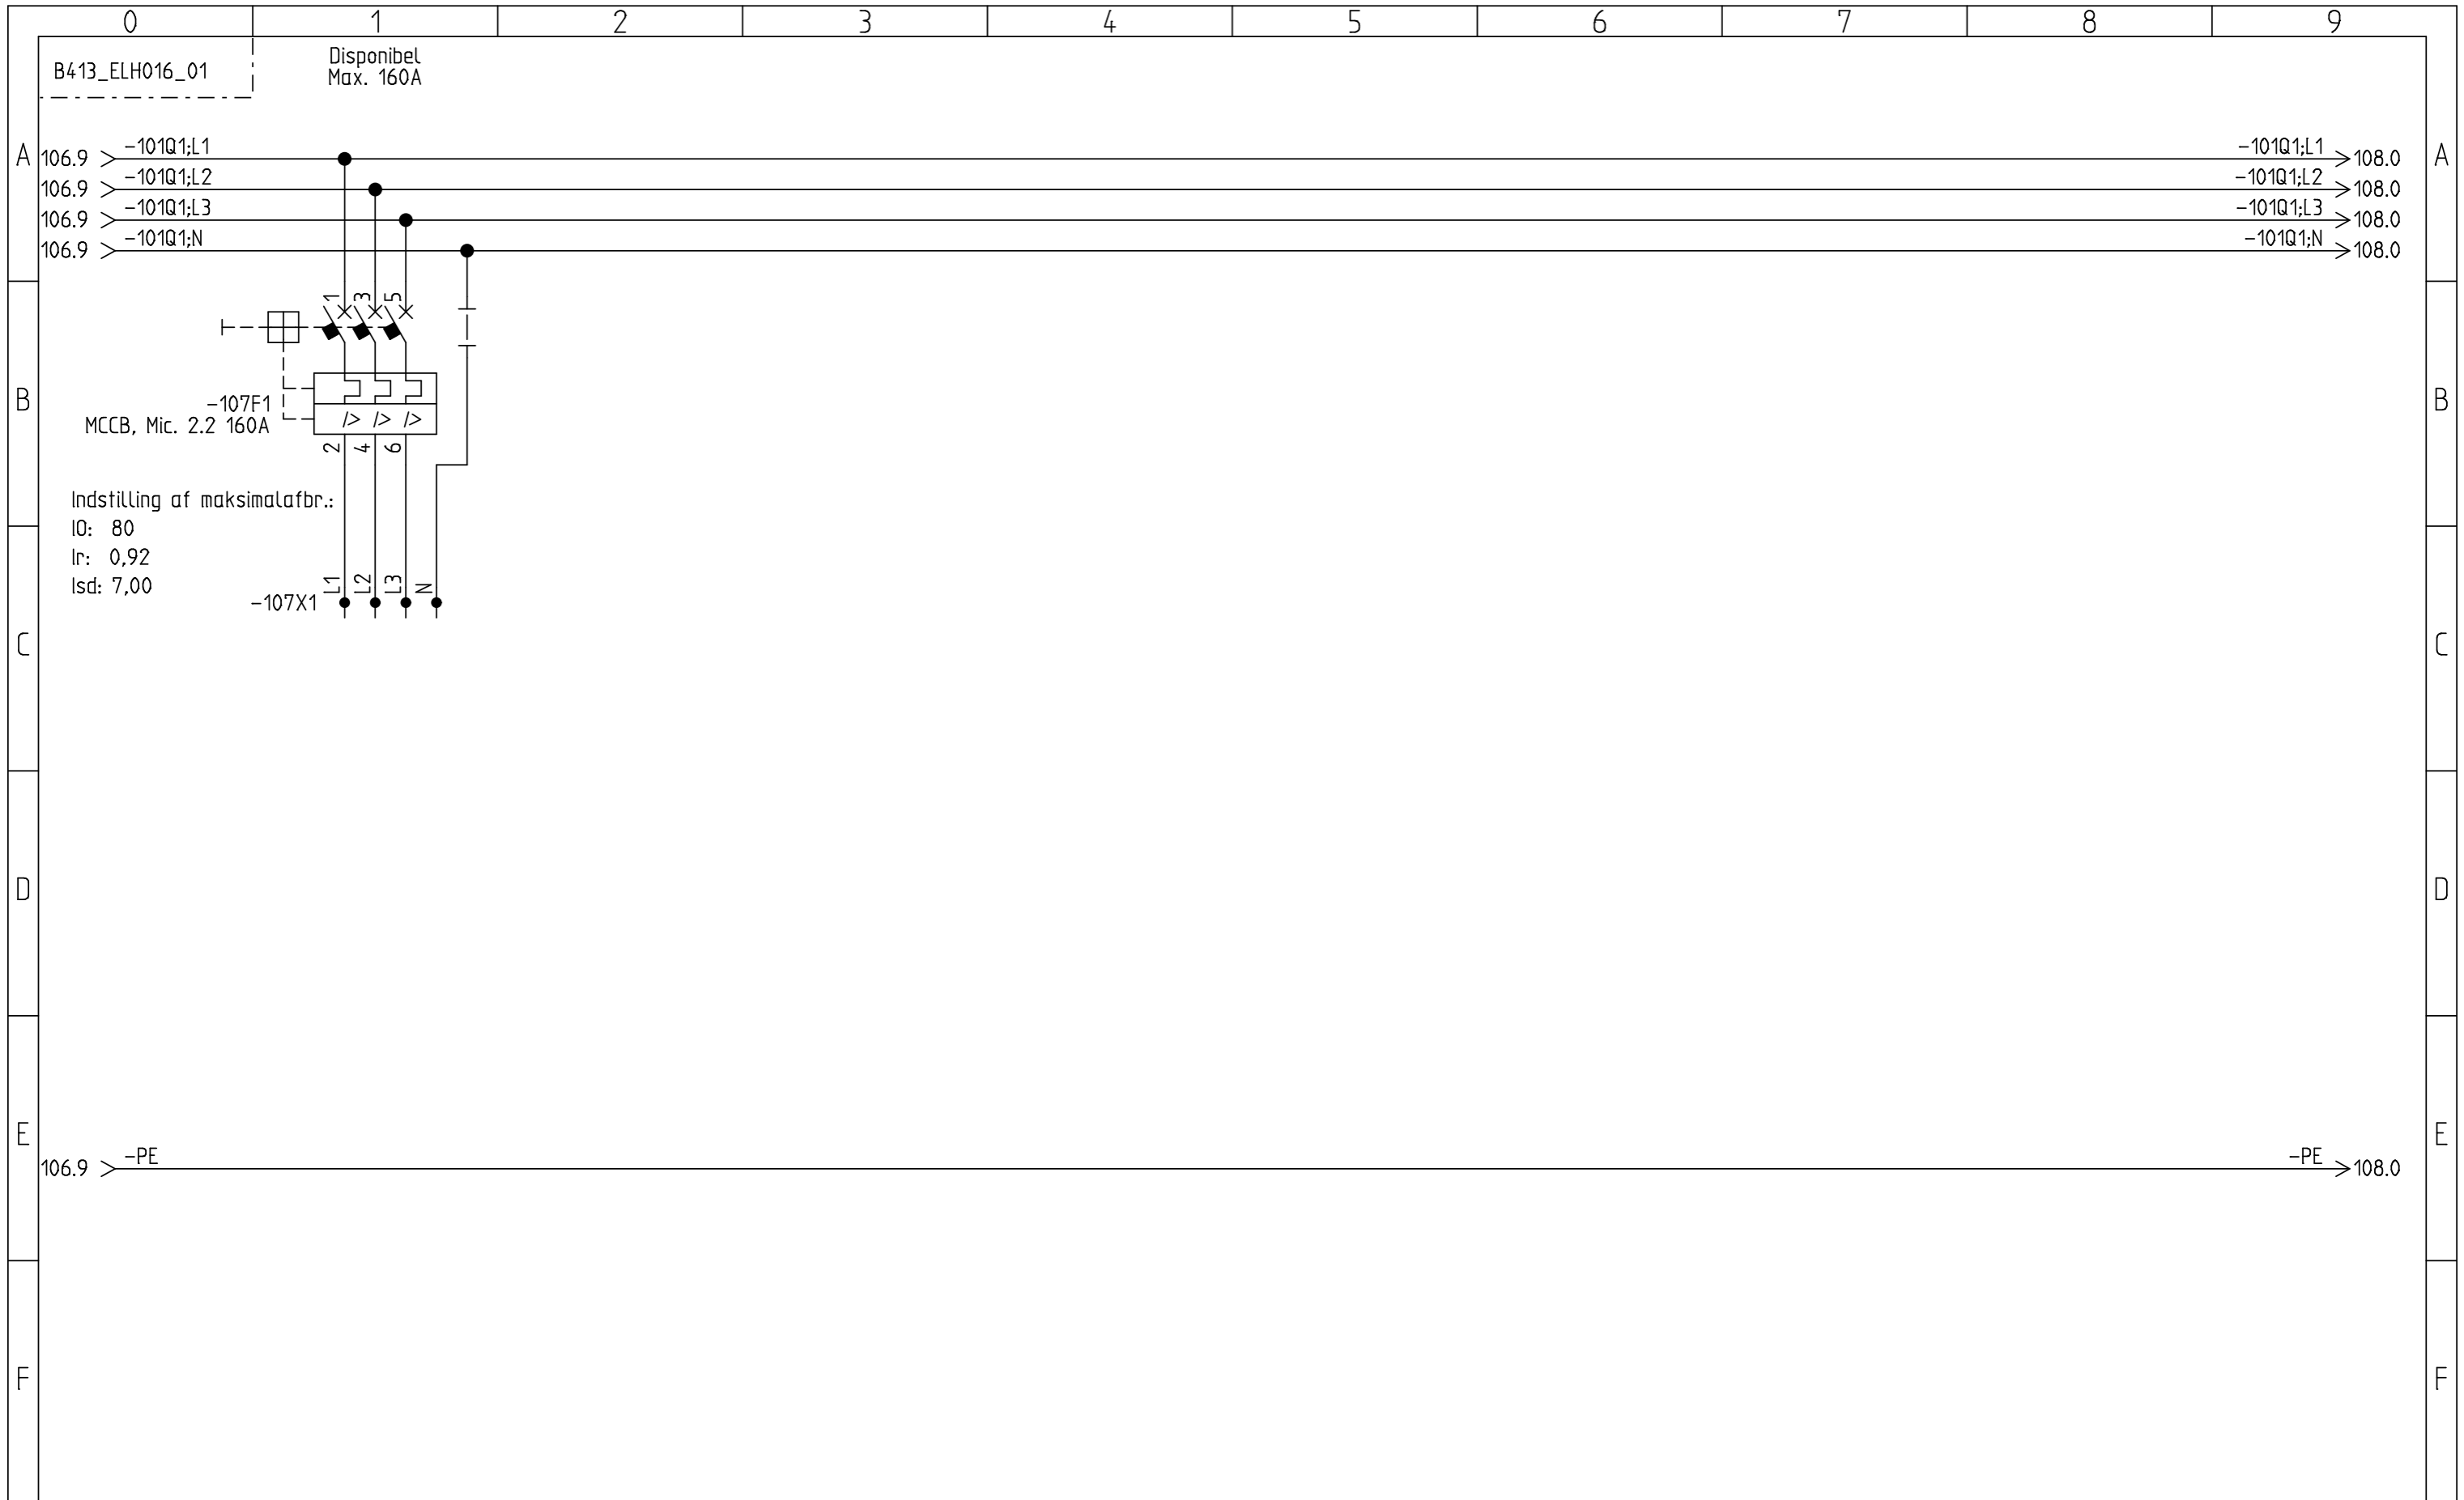 0 1 2 3 4 5 6 7 8 9
B413_ELH016_01
Disponibel
Max. 160A
A 106.9 -101Q1;L1 -101Q1;L1 108.0 A
106.9 -101Q1;L2 -101Q1;L2 108.0
106.9 -101Q1;L3 -101Q1;L3 108.0
106.9 -101Q1;N -101Q1;N 108.0
1 3 5
B B
-107F1
MCCB, Mic. 2.2 160A
I> I> I>
2 4 6
Indstilling af maksimalafbr.:
IO: 80
Ir: 0,92
Isd: 7,00
-107X1 L1 L2 L3 N
C C
D D
E E
106.9 -PE -PE 108.0
F F